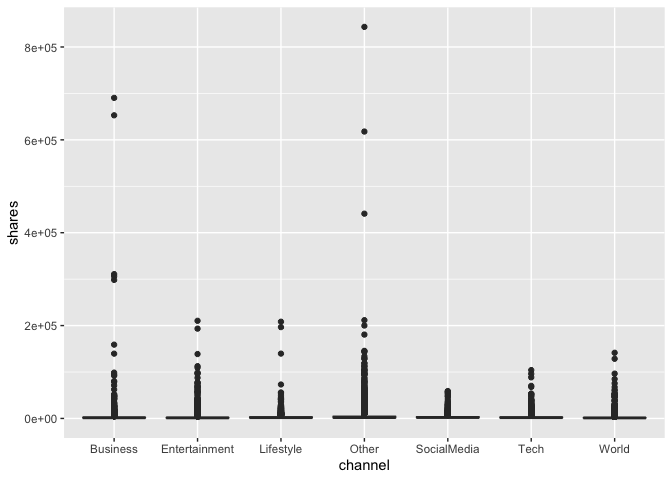 8e+05
6e+05
4e+05
2e+05
0e+00
shares
Business Entertainment Lifestyle Other SocialMedia Tech World
channel